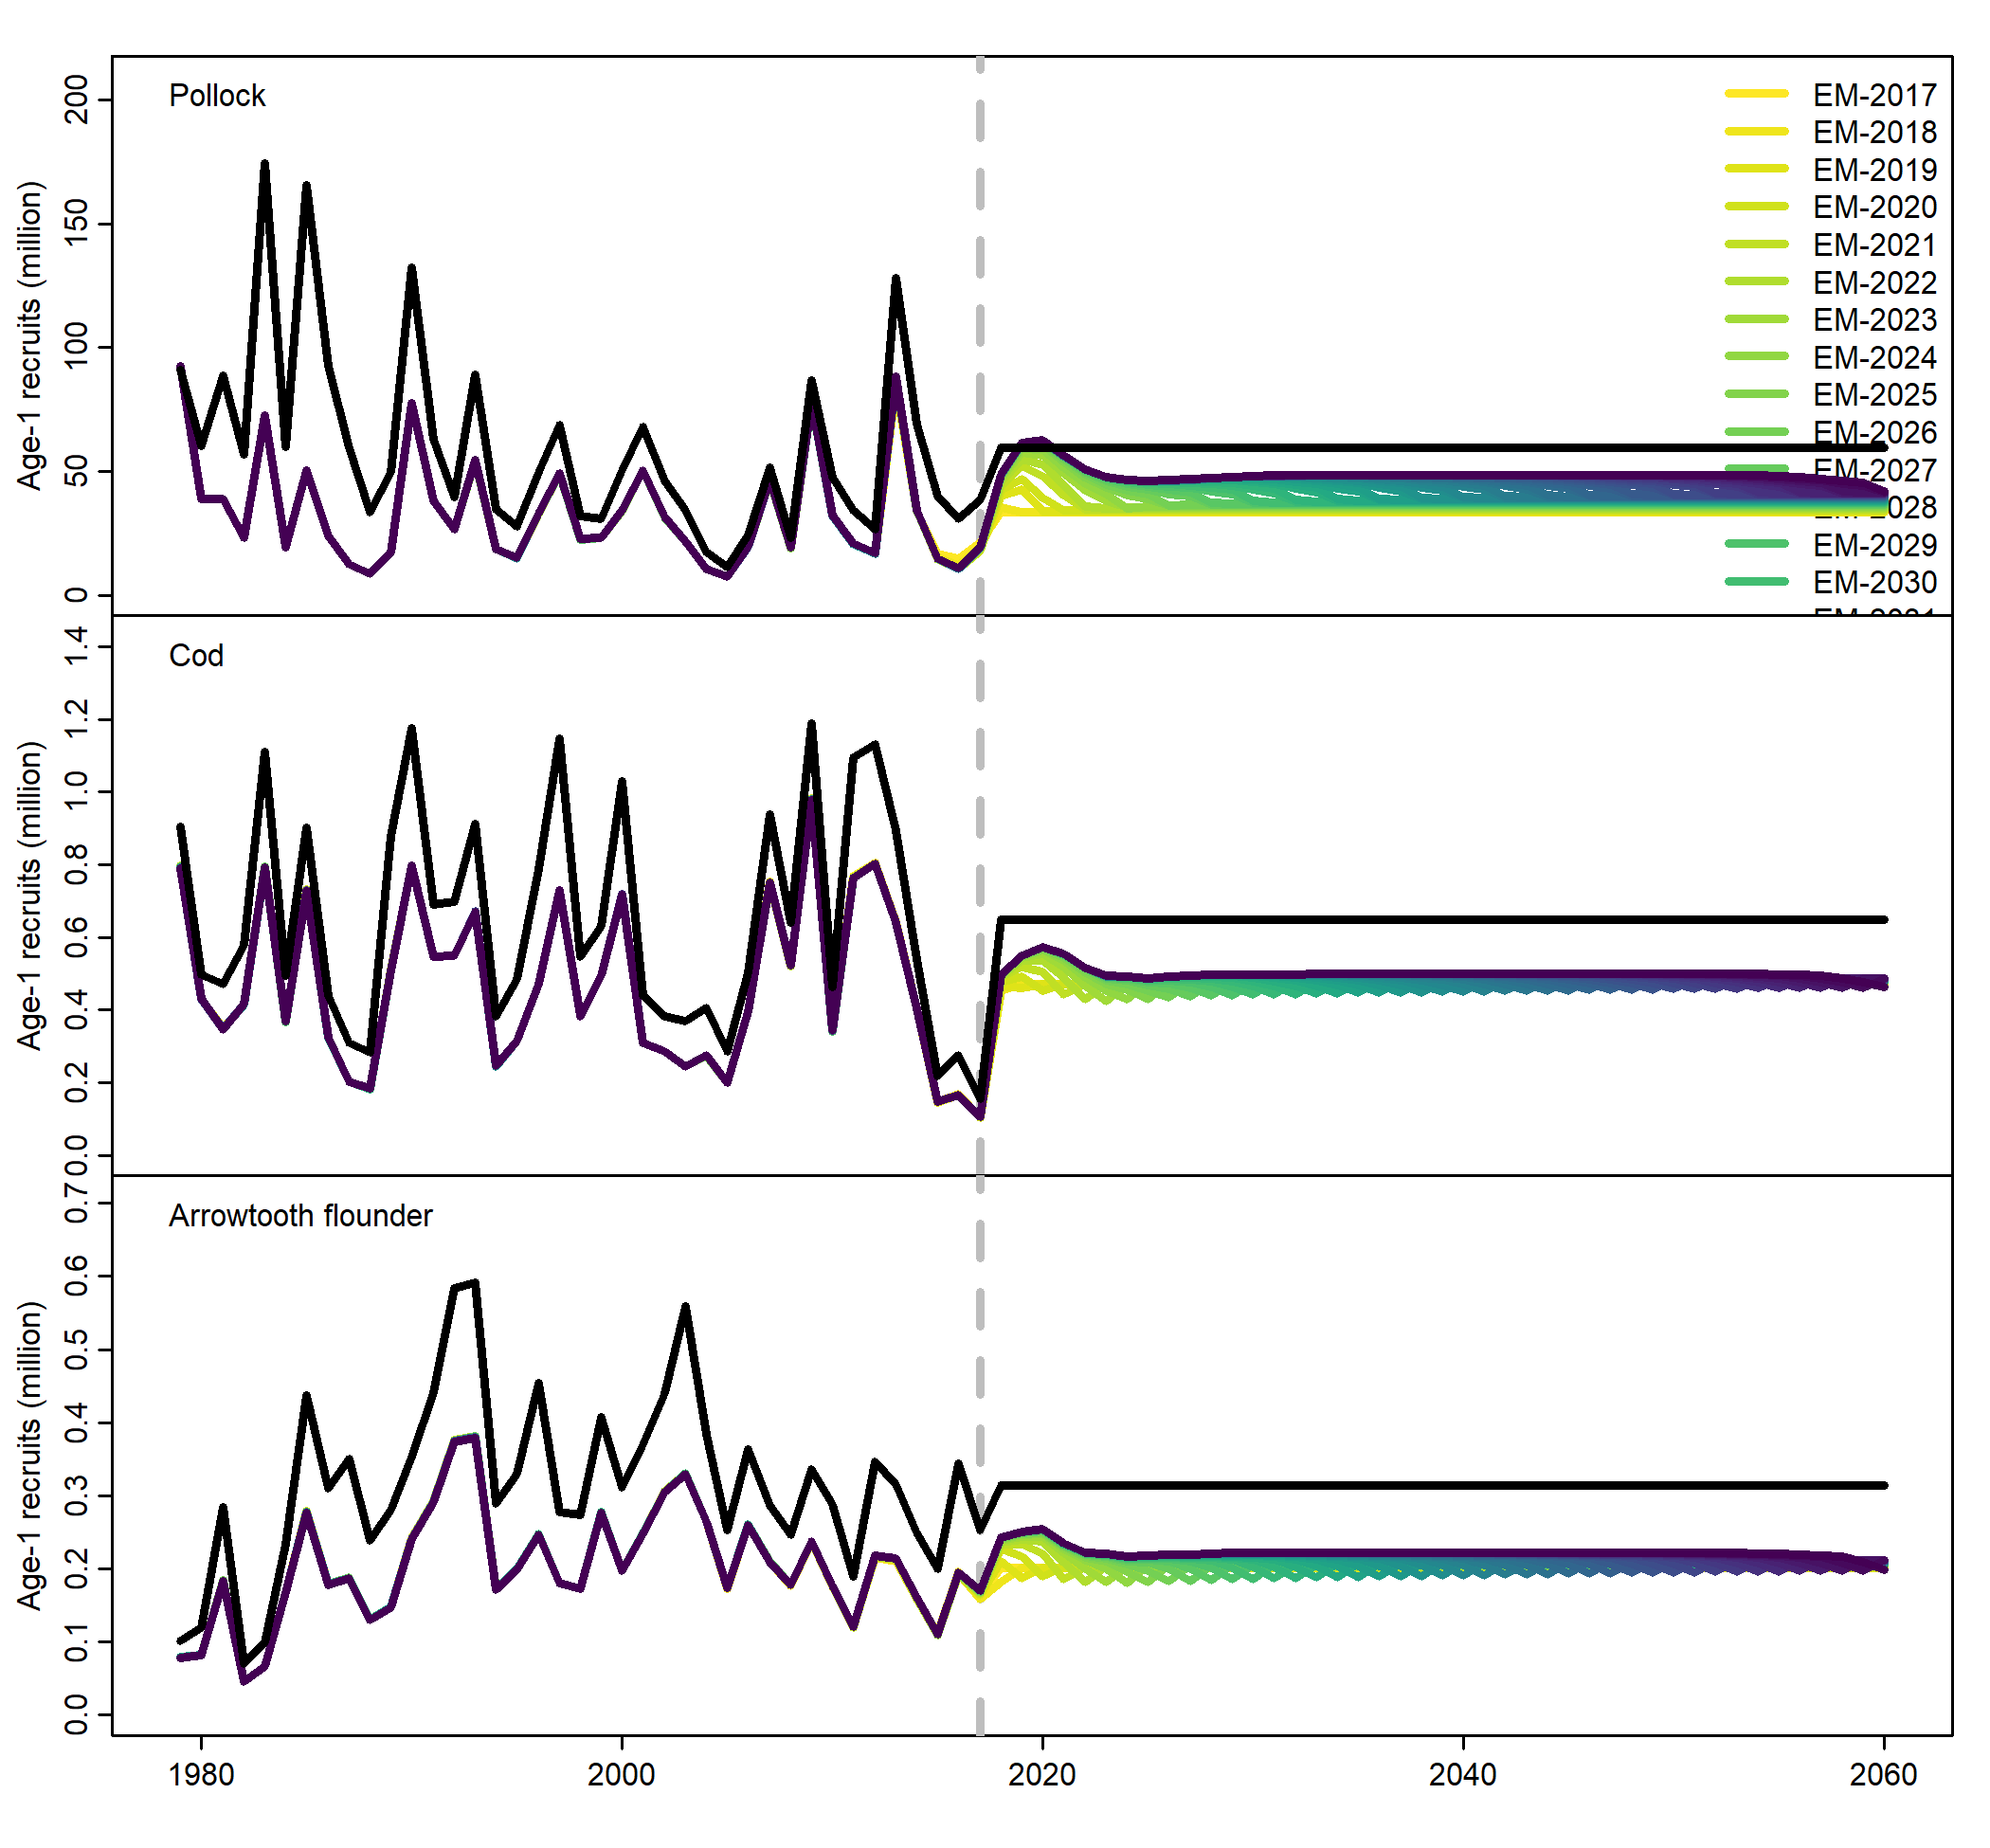 Pollock
Age-1 recruits (million)
200
150
100
50
0
EM-2017
EM-2018
EM-2019
EM-2020
EM-2021
EM-2022
EM-2023
EM-2024
EM-2025
EM-2026
EM-2027
EM-2028
EM-2029
EM-2030
Cod
Age-1 recruits (million)
1.4
1.2
1.0
0.8
0.6
0.4
0.2
0.0
Arrowtooth flounder
Age-1 recruits (million)
0.7
0.6
0.5
0.4
0.3
0.2
0.1
0.0
1980 2000 2020 2040 2060